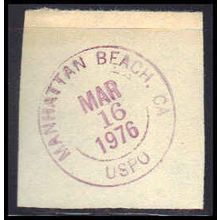 MANHATTAN BEACH, CA
MAR
16
1976
USPO